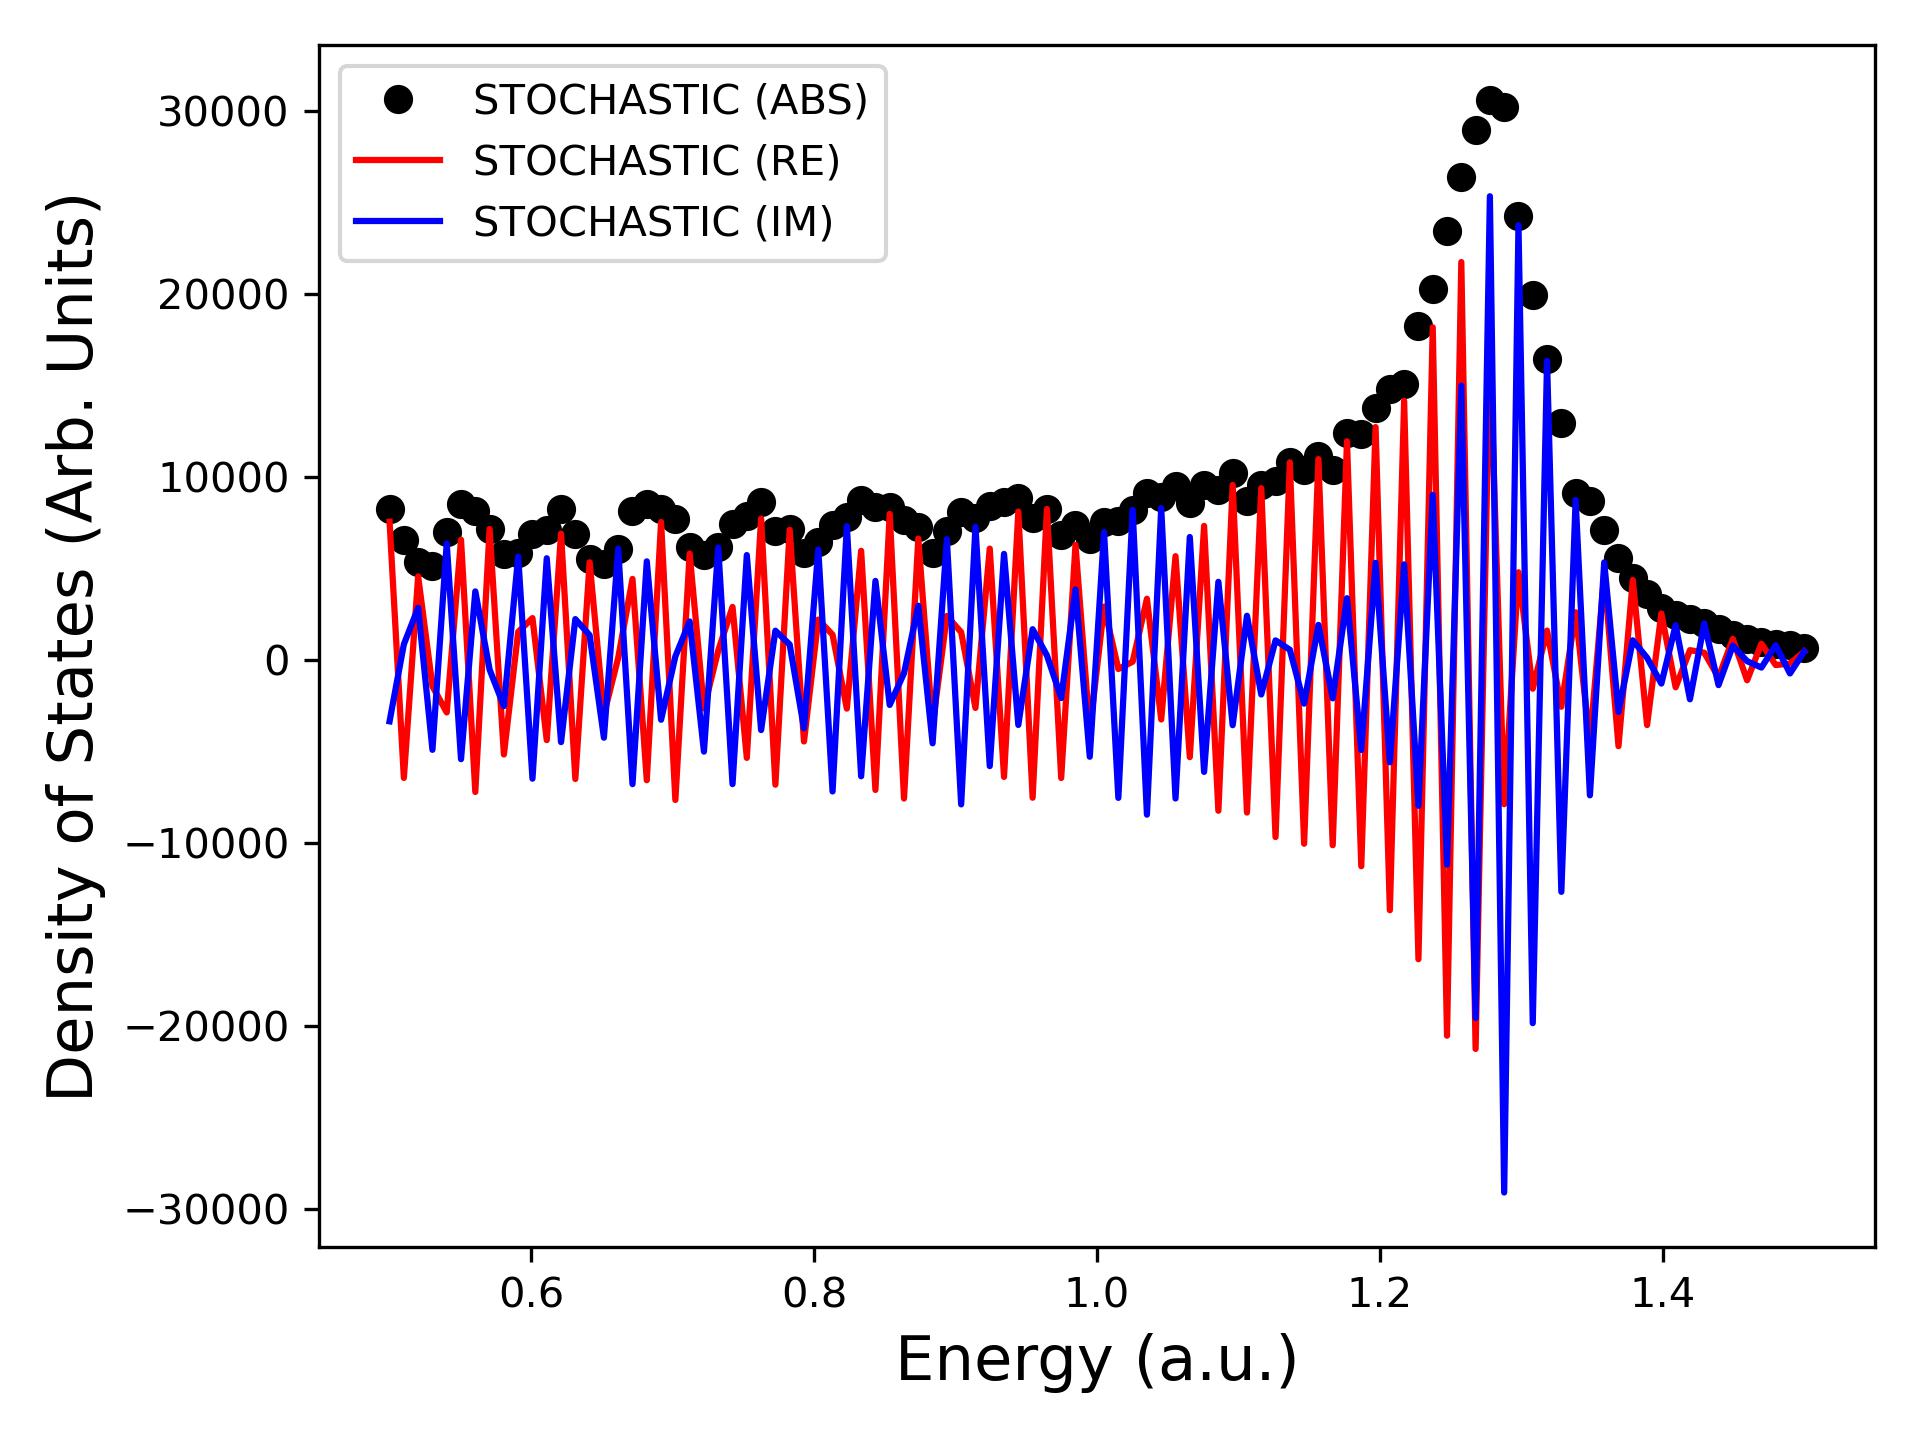 STOCHASTIC (ABS)
STOCHASTIC (RE)
STOCHASTIC (IM)
30000
20000
10000
0
−10000
−20000
−30000
Density of States (Arb. Units)
0.6 0.8 1.0 1.2 1.4
Energy (a.u.)